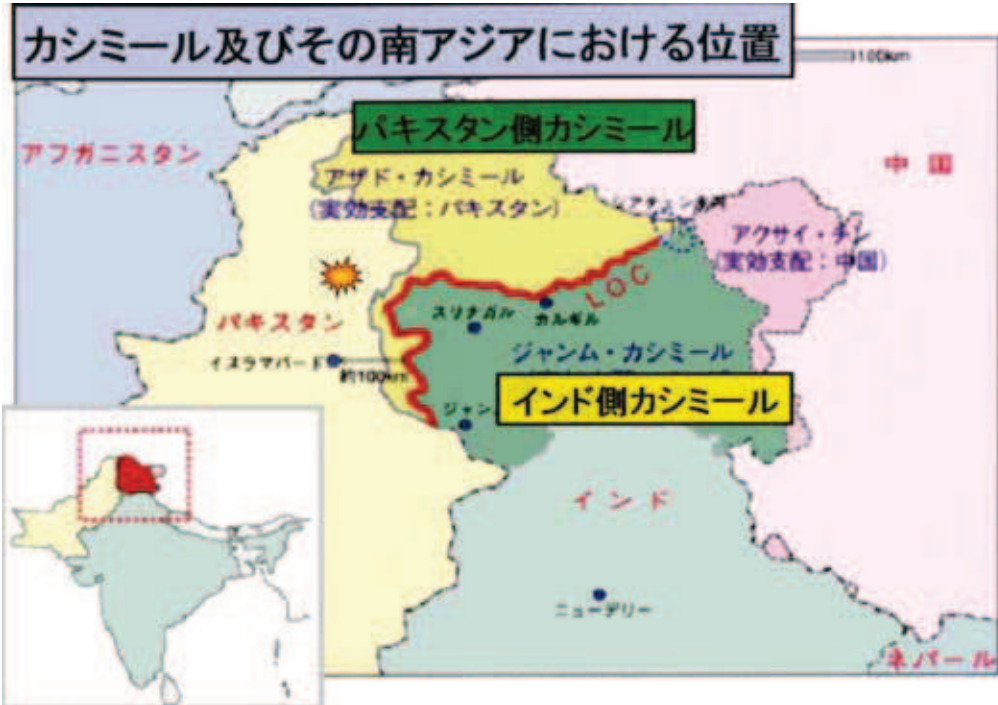 カシミール及びその南アジアにおける位置
100km
パキスタン側カシミール
アフガニスタン
中国
アザド・カシミール
(実効支配:パキスタン)
アクサイ・チン
(実効支配:中国)
LOC
スリナガル
カルギル
パキスタン
イスラマバード
約100km
ジャンム・カシミール
インド側カシミール
ジャン
インド
ニューデリー
ネパール